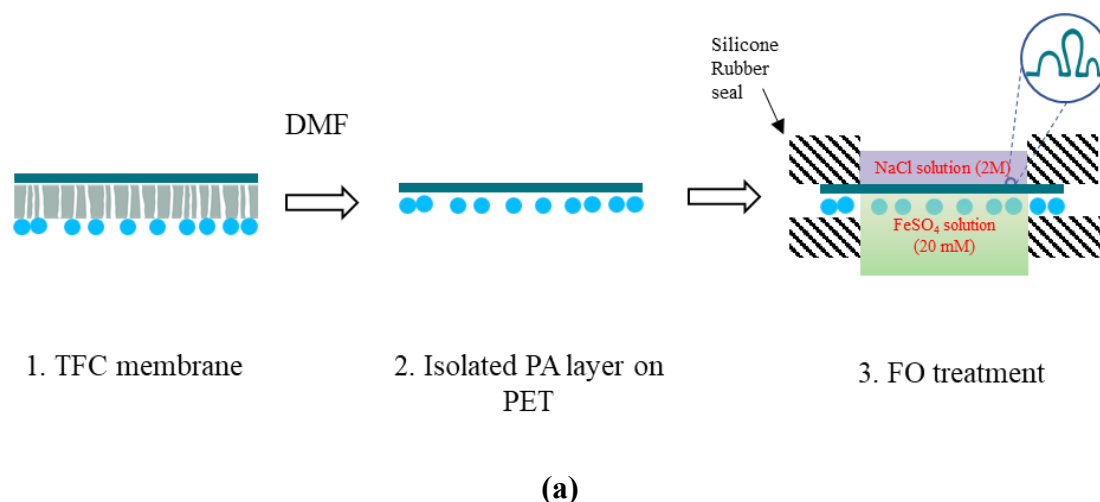 Silicone
Rubber
seal
DMF
NaCl solution (2M)
FeSO₄ solution
(20 mM)
1. TFC membrane
2. Isolated PA layer on
PET
3. FO treatment
(a)